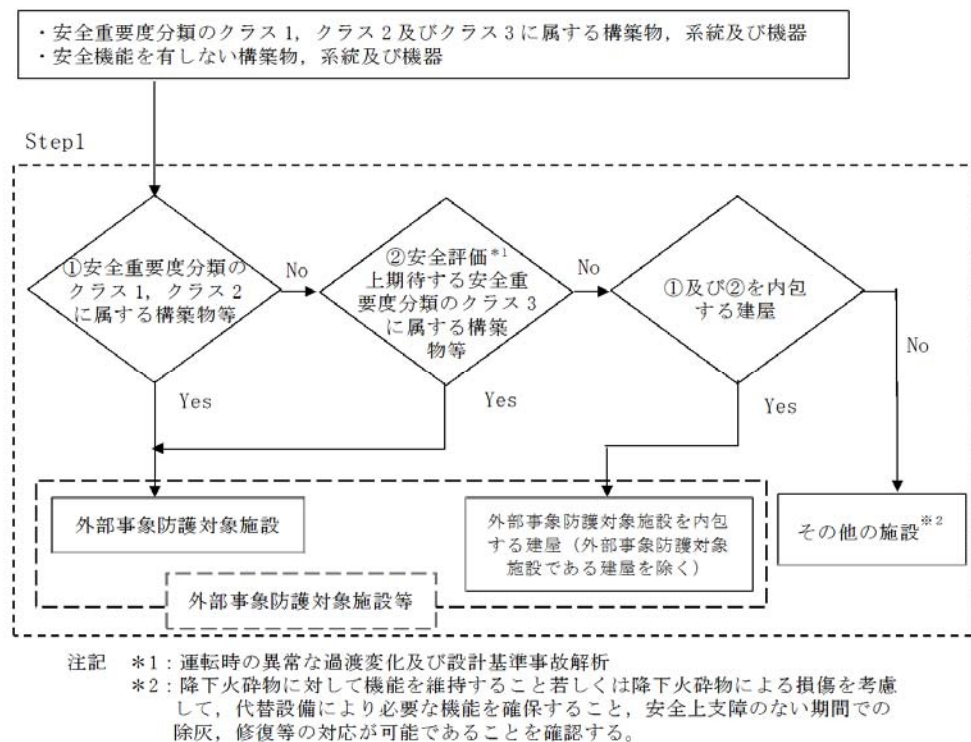 ・安全重要度分類のクラス1，クラス2及びクラス3に属する構築物，系統及び機器
・安全機能を有しない構築物，系統及び機器
Step1
①安全重要度分類の
クラス1，クラス2
に属する構築物等
No
②安全評価*1
上期待する安全重
要度分類のクラス3
に属する構築
物等
No
①及び②を内包
する建屋
No
Yes
Yes
Yes
外部事象防護対象施設
外部事象防護対象施設を内包
する建屋（外部事象防護対象
施設である建屋を除く）
その他の施設※2
外部事象防護対象施設等
注記　*1：運転時の異常な過渡変化及び設計基準事故解析
*2：降下火砕物に対して機能を維持すること若しくは降下火砕物による損傷を考慮
して，代替設備により必要な機能を確保すること，安全上支障のない期間での
除灰，修復等の対応が可能であることを確認する。